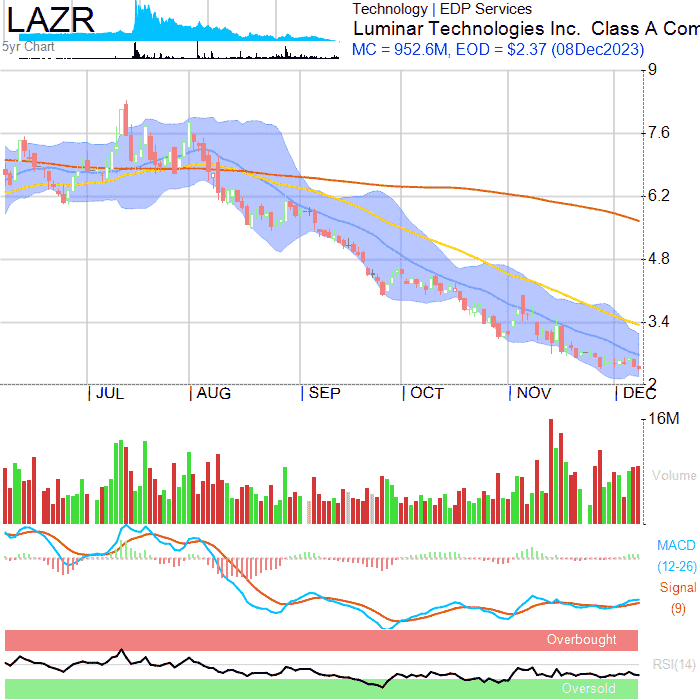 LAZR
5yr Chart
Technology | EDP Services
Luminar Technologies Inc.  Class A Com
MC = 952.6M, EOD = $2.37 (08Dec2023)
9
7.6
6.2
4.8
3.4
2
JUL
AUG
SEP
OCT
NOV
DEC
16M
Volume
MACD
(12-26)
Signal
(9)
Overbought
RSI(14)
Oversold